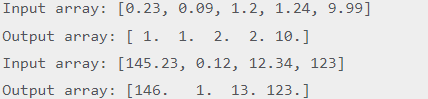 Input array: [0.23, 0.09, 1.2, 1.24, 9.99]
Output array: [ 1.  1.  2.  2. 10.]
Input array: [145.23, 0.12, 12.34, 123]
Output array: [146.   1.  13. 123.]